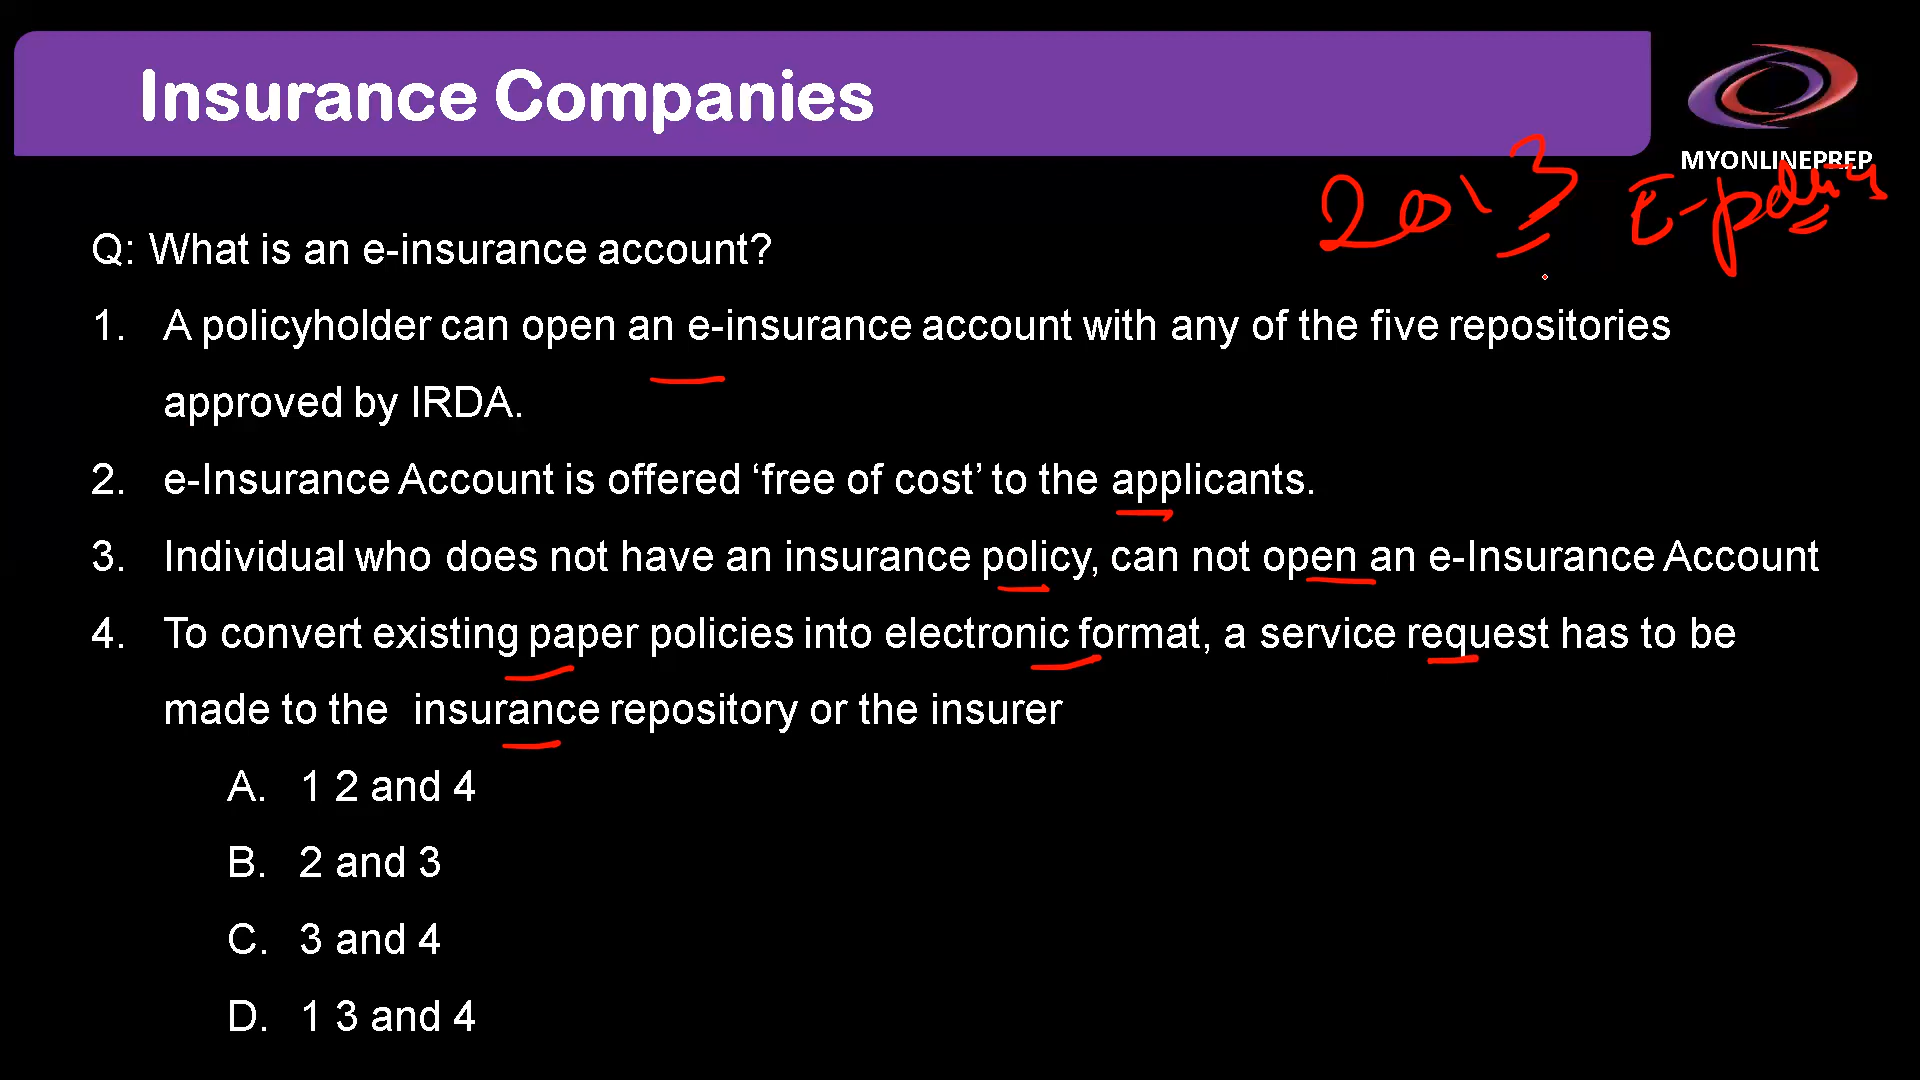 Insurance Companies
MYONLINEPREP
2013 E-policies
Q: What is an e-insurance account?
1. A policyholder can open an e-insurance account with any of the five repositories
approved by IRDA.
2. e-Insurance Account is offered ‘free of cost’ to the applicants.
3. Individual who does not have an insurance policy, can not open an e-Insurance Account
4. To convert existing paper policies into electronic format, a service request has to be
made to the insurance repository or the insurer
A. 1 2 and 4
B. 2 and 3
C. 3 and 4
D. 1 3 and 4